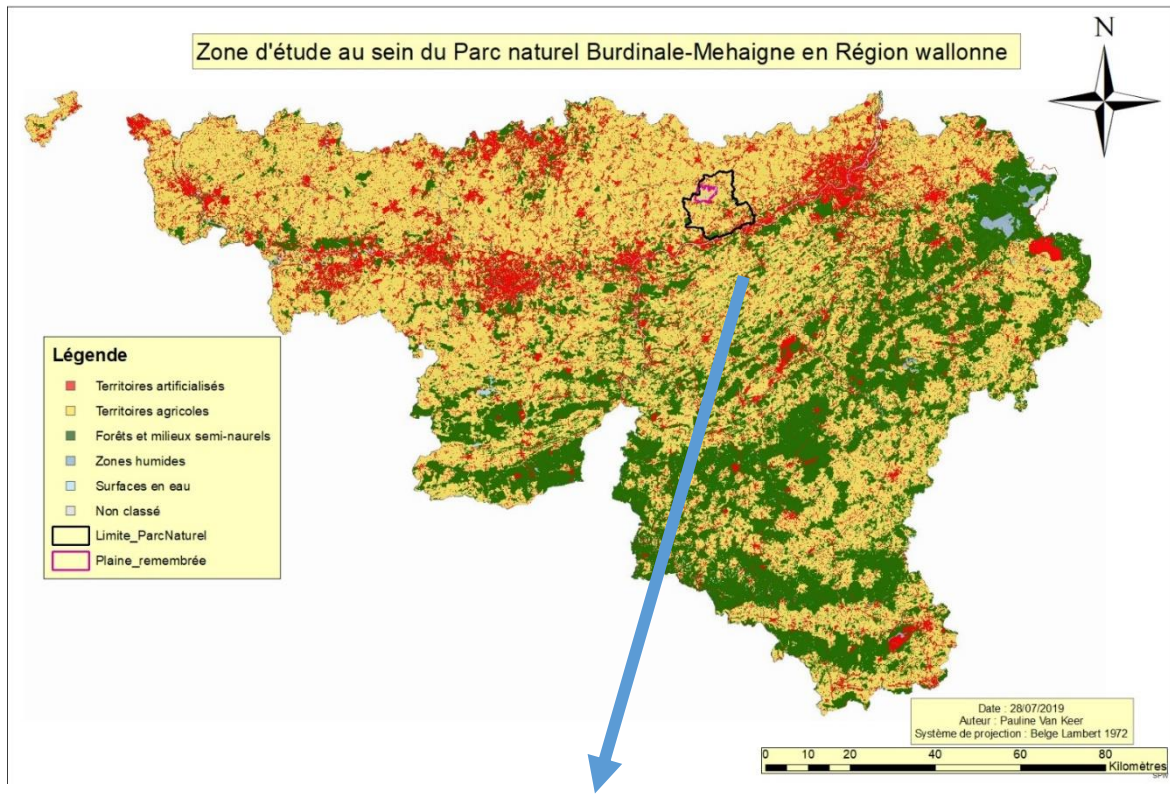 Zone d'étude au sein du Parc naturel Burdinale-Mehaigne en Région wallonne
N
Légende
Territoires artificialisés
Territoires agricoles
Forêts et milieux semi-naurels
Zones humides
Surfaces en eau
Non classé
Limite_ParcNaturel
Plaine_remembrée
Date : 28/07/2019
Auteur : Pauline Van Keer
Système de projection : Belge Lambert 1972
0 10 20 40 60 80
Kilomètres
SPW